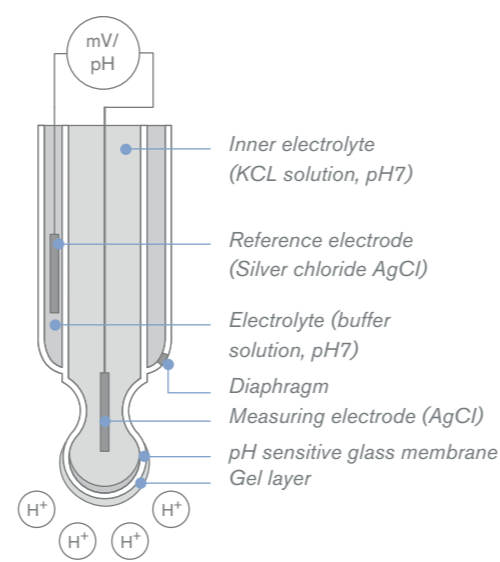 mV/
pH
Inner electrolyte
(KCL solution, pH7)
Reference electrode
(Silver chloride AgCl)
Electrolyte (buffer
solution, pH7)
Diaphragm
Measuring electrode (AgCl)
pH sensitive glass membrane
Gel layer
H+
H+
H+
H+